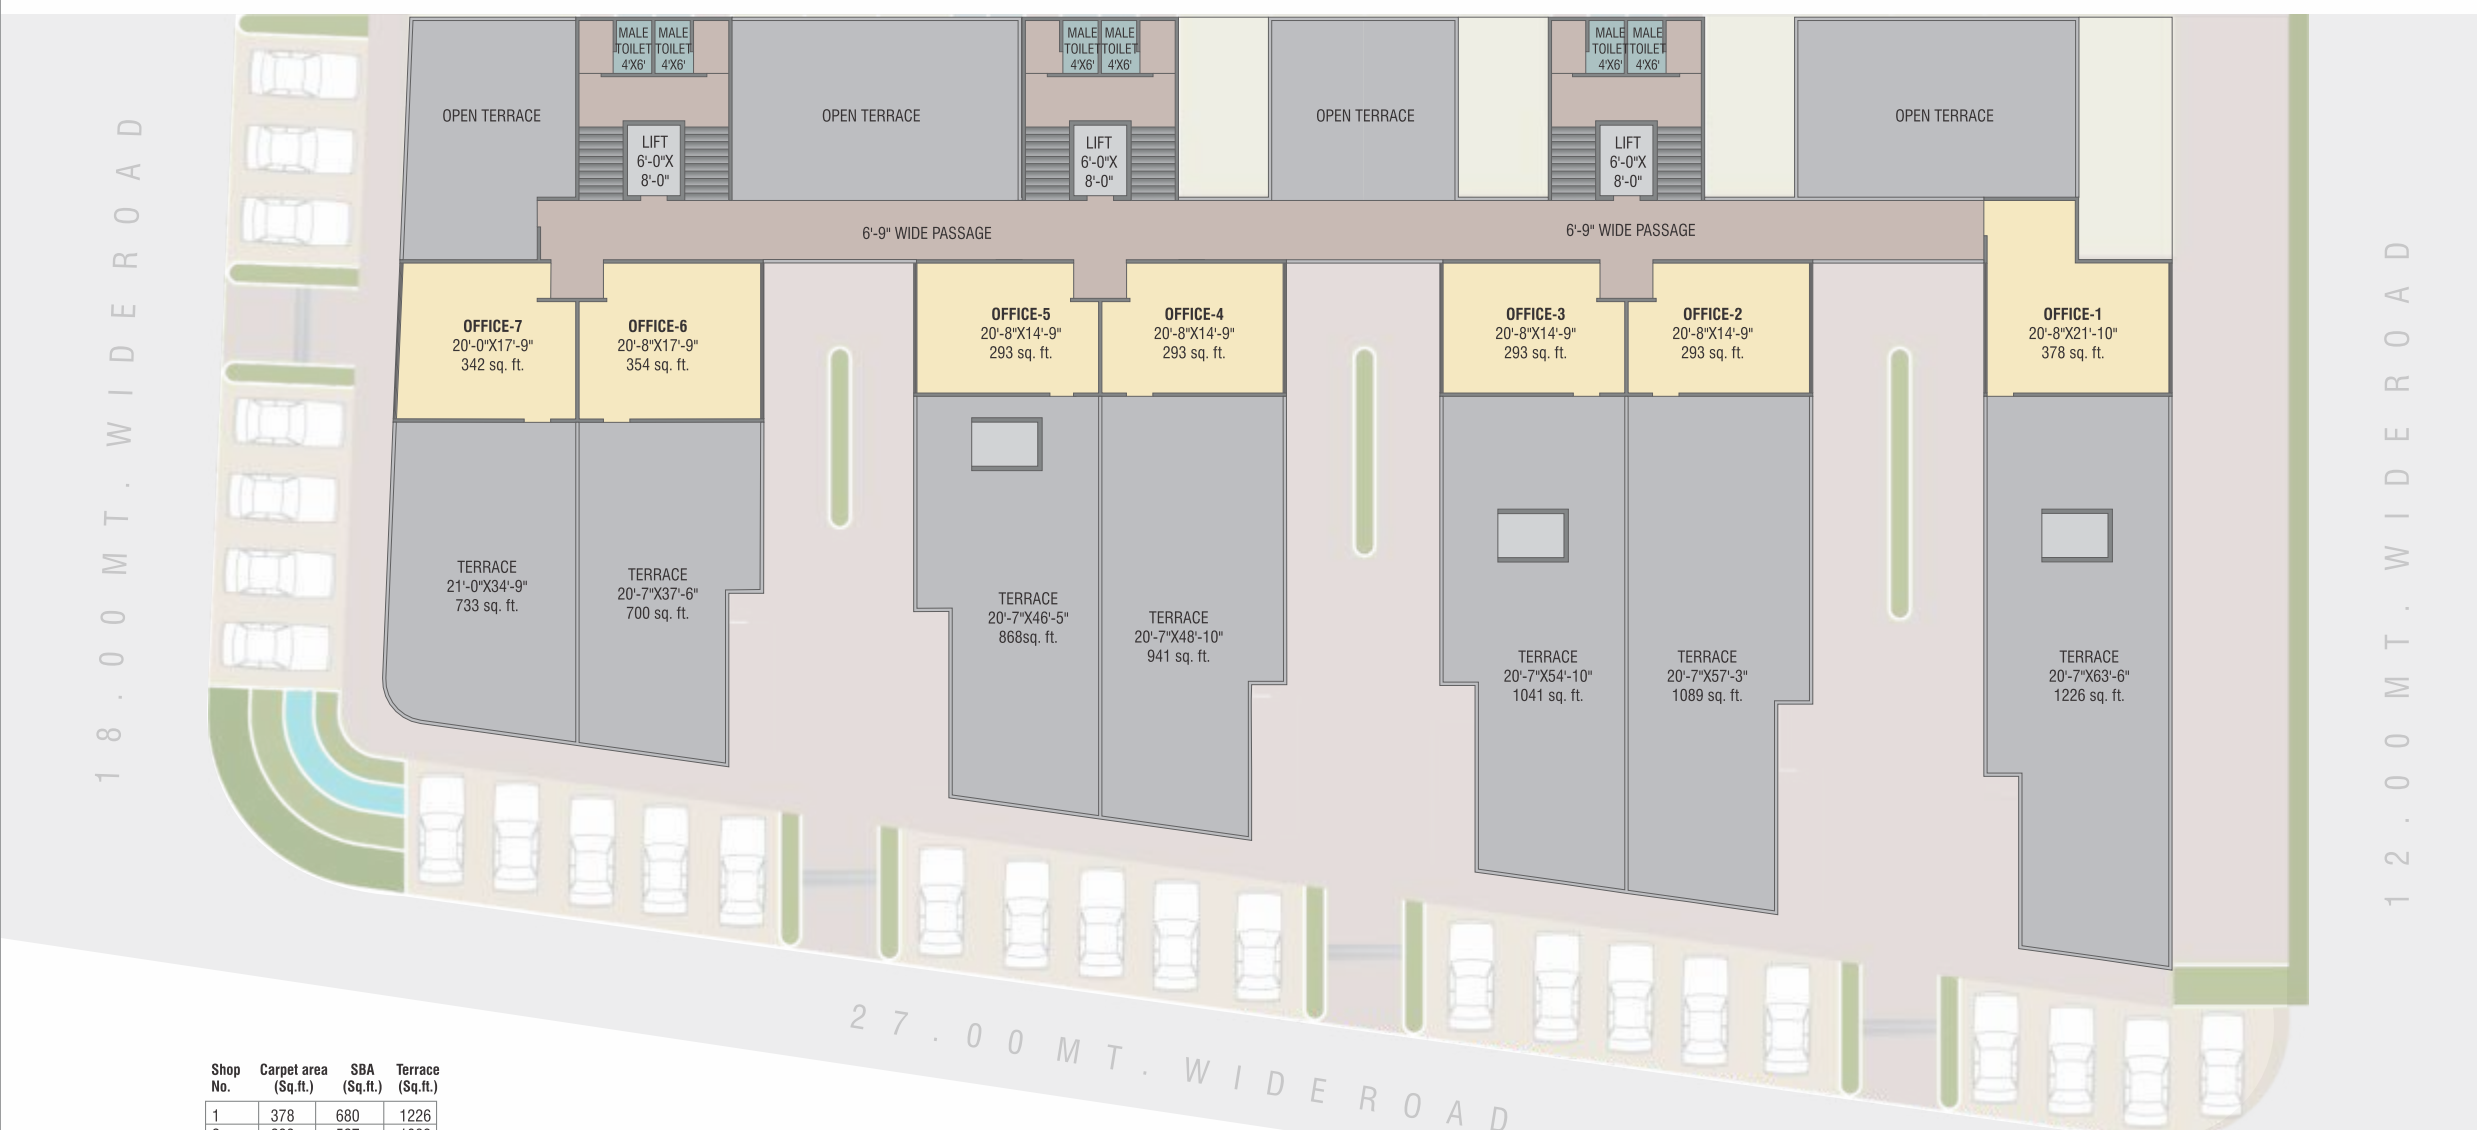 MALE
TOILET
4'X6'
MALE
TOILET
4'X6'
MALE
TOILET
4'X6'
MALE
TOILET
4'X6'
MALE
TOILET
4'X6'
MALE
TOILET
4'X6'
OPEN TERRACE
OPEN TERRACE
OPEN TERRACE
OPEN TERRACE
LIFT
6'-0"X
8'-0"
LIFT
6'-0"X
8'-0"
LIFT
6'-0"X
8'-0"
6'-9" WIDE PASSAGE
6'-9" WIDE PASSAGE
OFFICE-7
20'-0"X17'-9"
342 sq. ft.
OFFICE-6
20'-8"X17'-9"
354 sq. ft.
OFFICE-5
20'-8"X14'-9"
293 sq. ft.
OFFICE-4
20'-8"X14'-9"
293 sq. ft.
OFFICE-3
20'-8"X14'-9"
293 sq. ft.
OFFICE-2
20'-8"X14'-9"
293 sq. ft.
OFFICE-1
20'-8"X21'-10"
378 sq. ft.
TERRACE
21'-0"X34'-9"
733 sq. ft.
TERRACE
20'-7"X37'-6"
700 sq. ft.
TERRACE
20'-7"X46'-5"
868sq. ft.
TERRACE
20'-7"X48'-10"
941 sq. ft.
TERRACE
20'-7"X54'-10"
1041 sq. ft.
TERRACE
20'-7"X57'-3"
1089 sq. ft.
TERRACE
20'-7"X63'-6"
1226 sq. ft.
18.00 MT. WIDE ROAD
12.00 MT. WIDE ROAD
27.00 MT. WIDE ROAD
Shop No. Carpet area (Sq.ft.) SBA (Sq.ft.) Terrace (Sq.ft.)
1 378 680 1226